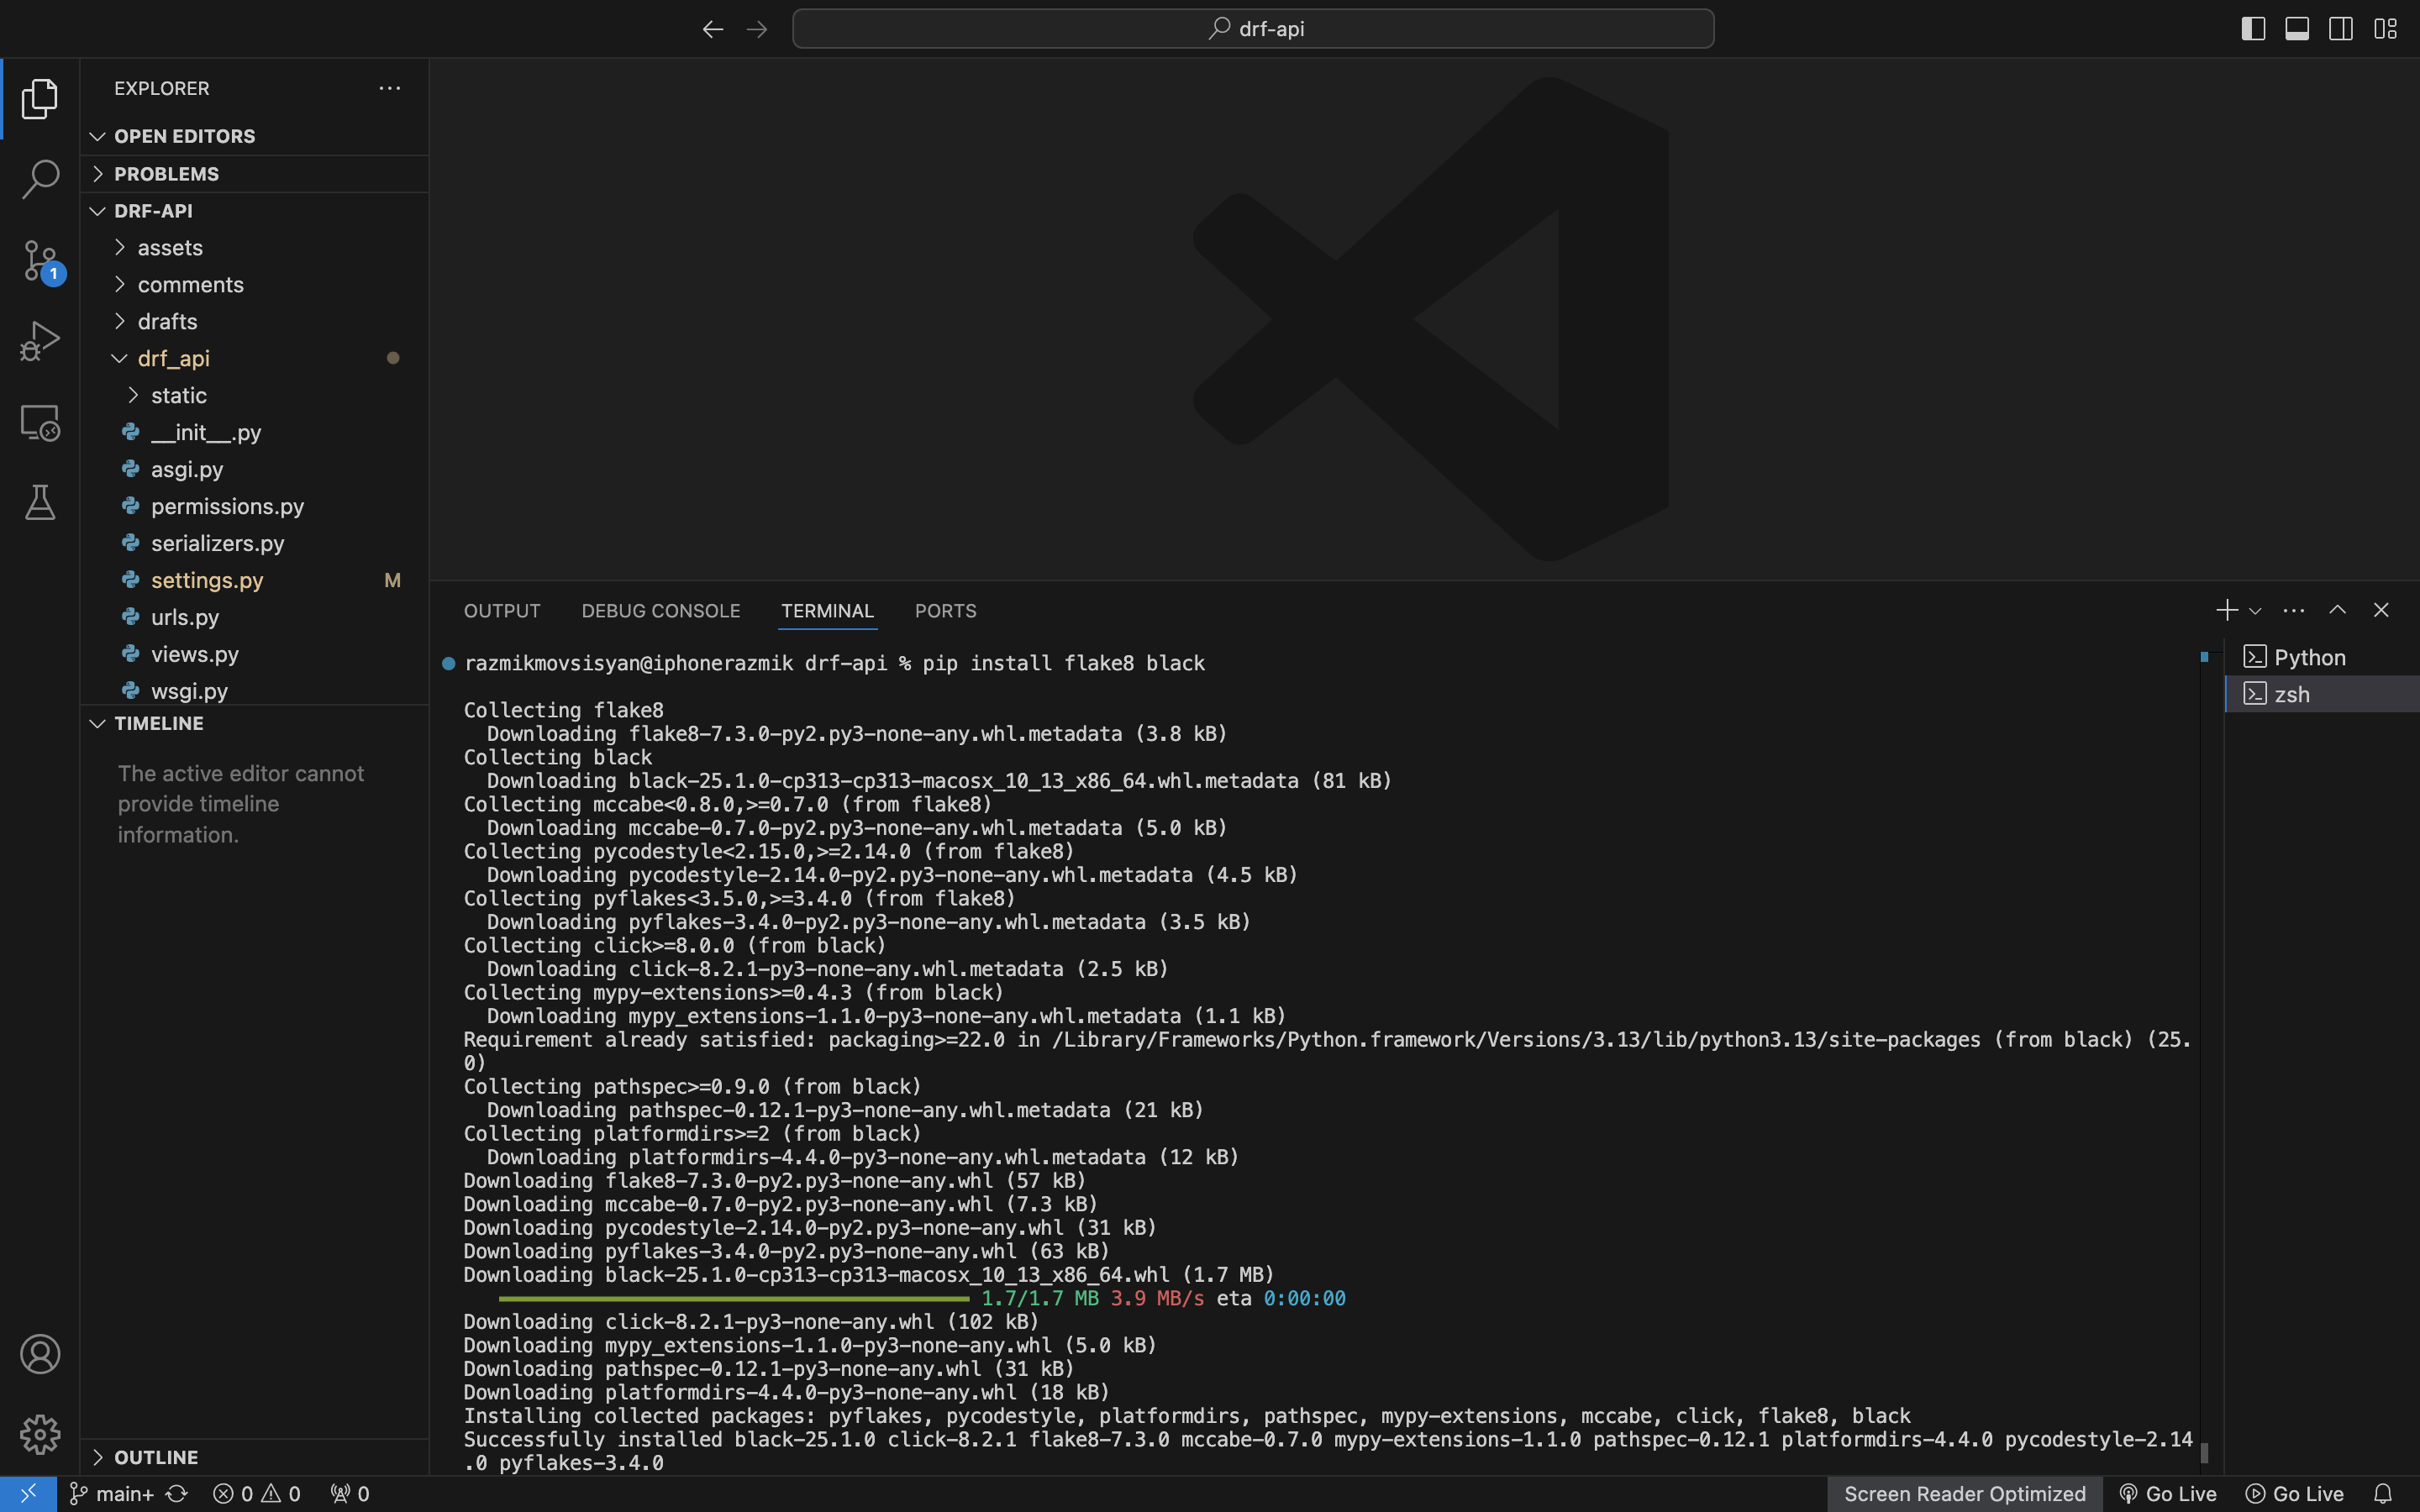 drf-api
EXPLORER
OPEN EDITORS
PROBLEMS
DRF-API
assets
comments
drafts
drf_api
static
__init__.py
asgi.py
permissions.py
serializers.py
settings.py M
urls.py
views.py
wsgi.py
TIMELINE
The active editor cannot
provide timeline
information.
OUTLINE
1
OUTPUT DEBUG CONSOLE TERMINAL PORTS
razmikmovsisyan@iphonerazmik drf-api % pip install flake8 black
Collecting flake8
Downloading flake8-7.3.0-py2.py3-none-any.whl.metadata (3.8 kB)
Collecting black
Downloading black-25.1.0-cp313-cp313-macosx_10_13_x86_64.whl.metadata (81 kB)
Collecting mccabe<0.8.0,>=0.7.0 (from flake8)
Downloading mccabe-0.7.0-py2.py3-none-any.whl.metadata (5.0 kB)
Collecting pycodestyle<2.15.0,>=2.14.0 (from flake8)
Downloading pycodestyle-2.14.0-py2.py3-none-any.whl.metadata (4.5 kB)
Collecting pyflakes<3.5.0,>=3.4.0 (from flake8)
Downloading pyflakes-3.4.0-py2.py3-none-any.whl.metadata (3.5 kB)
Collecting click>=8.0.0 (from black)
Downloading click-8.2.1-py3-none-any.whl.metadata (2.5 kB)
Collecting mypy-extensions>=0.4.3 (from black)
Downloading mypy_extensions-1.1.0-py3-none-any.whl.metadata (1.1 kB)
Requirement already satisfied: packaging>=22.0 in /Library/Frameworks/Python.framework/Versions/3.13/lib/python3.13/site-packages (from black) (25.
0)
Collecting pathspec>=0.9.0 (from black)
Downloading pathspec-0.12.1-py3-none-any.whl.metadata (21 kB)
Collecting platformdirs>=2 (from black)
Downloading platformdirs-4.4.0-py3-none-any.whl.metadata (12 kB)
Downloading flake8-7.3.0-py2.py3-none-any.whl (57 kB)
Downloading mccabe-0.7.0-py2.py3-none-any.whl (7.3 kB)
Downloading pycodestyle-2.14.0-py2.py3-none-any.whl (31 kB)
Downloading pyflakes-3.4.0-py2.py3-none-any.whl (63 kB)
Downloading black-25.1.0-cp313-cp313-macosx_10_13_x86_64.whl (1.7 MB)
1.7/1.7 MB 3.9 MB/s eta 0:00:00
Downloading click-8.2.1-py3-none-any.whl (102 kB)
Downloading mypy_extensions-1.1.0-py3-none-any.whl (5.0 kB)
Downloading pathspec-0.12.1-py3-none-any.whl (31 kB)
Downloading platformdirs-4.4.0-py3-none-any.whl (18 kB)
Installing collected packages: pyflakes, pycodestyle, platformdirs, pathspec, mypy-extensions, mccabe, click, flake8, black
Successfully installed black-25.1.0 click-8.2.1 flake8-7.3.0 mccabe-0.7.0 mypy-extensions-1.1.0 pathspec-0.12.1 platformdirs-4.4.0 pycodestyle-2.14
.0 pyflakes-3.4.0
Python
zsh
main+ 0 0 0 Screen Reader Optimized Go Live Go Live